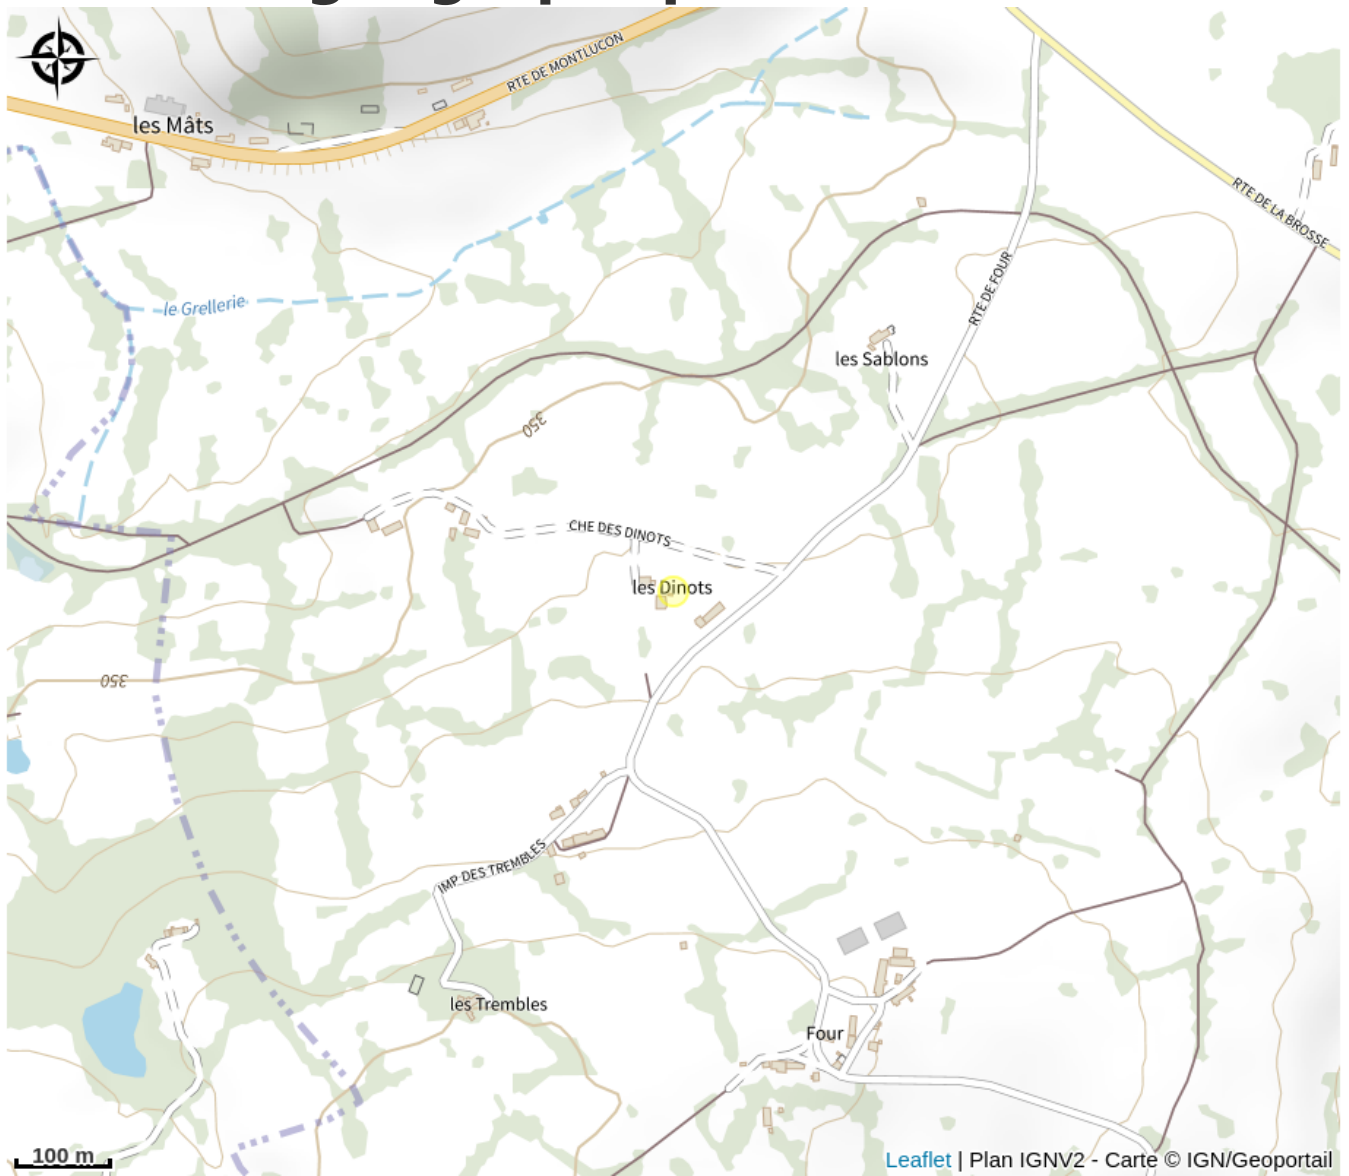 RTE DE MONTLUCON
les Mâts
RTE DE LA BROSSE
RTE DE FOUR
le Grellerie
les Sablons
350
CHE DES DINOTS
les Dinots
350
IMP DES TREMBLES
les Trembles
Four
100 m
Leaflet | Plan IGNV2 - Carte © IGN/Geoportail